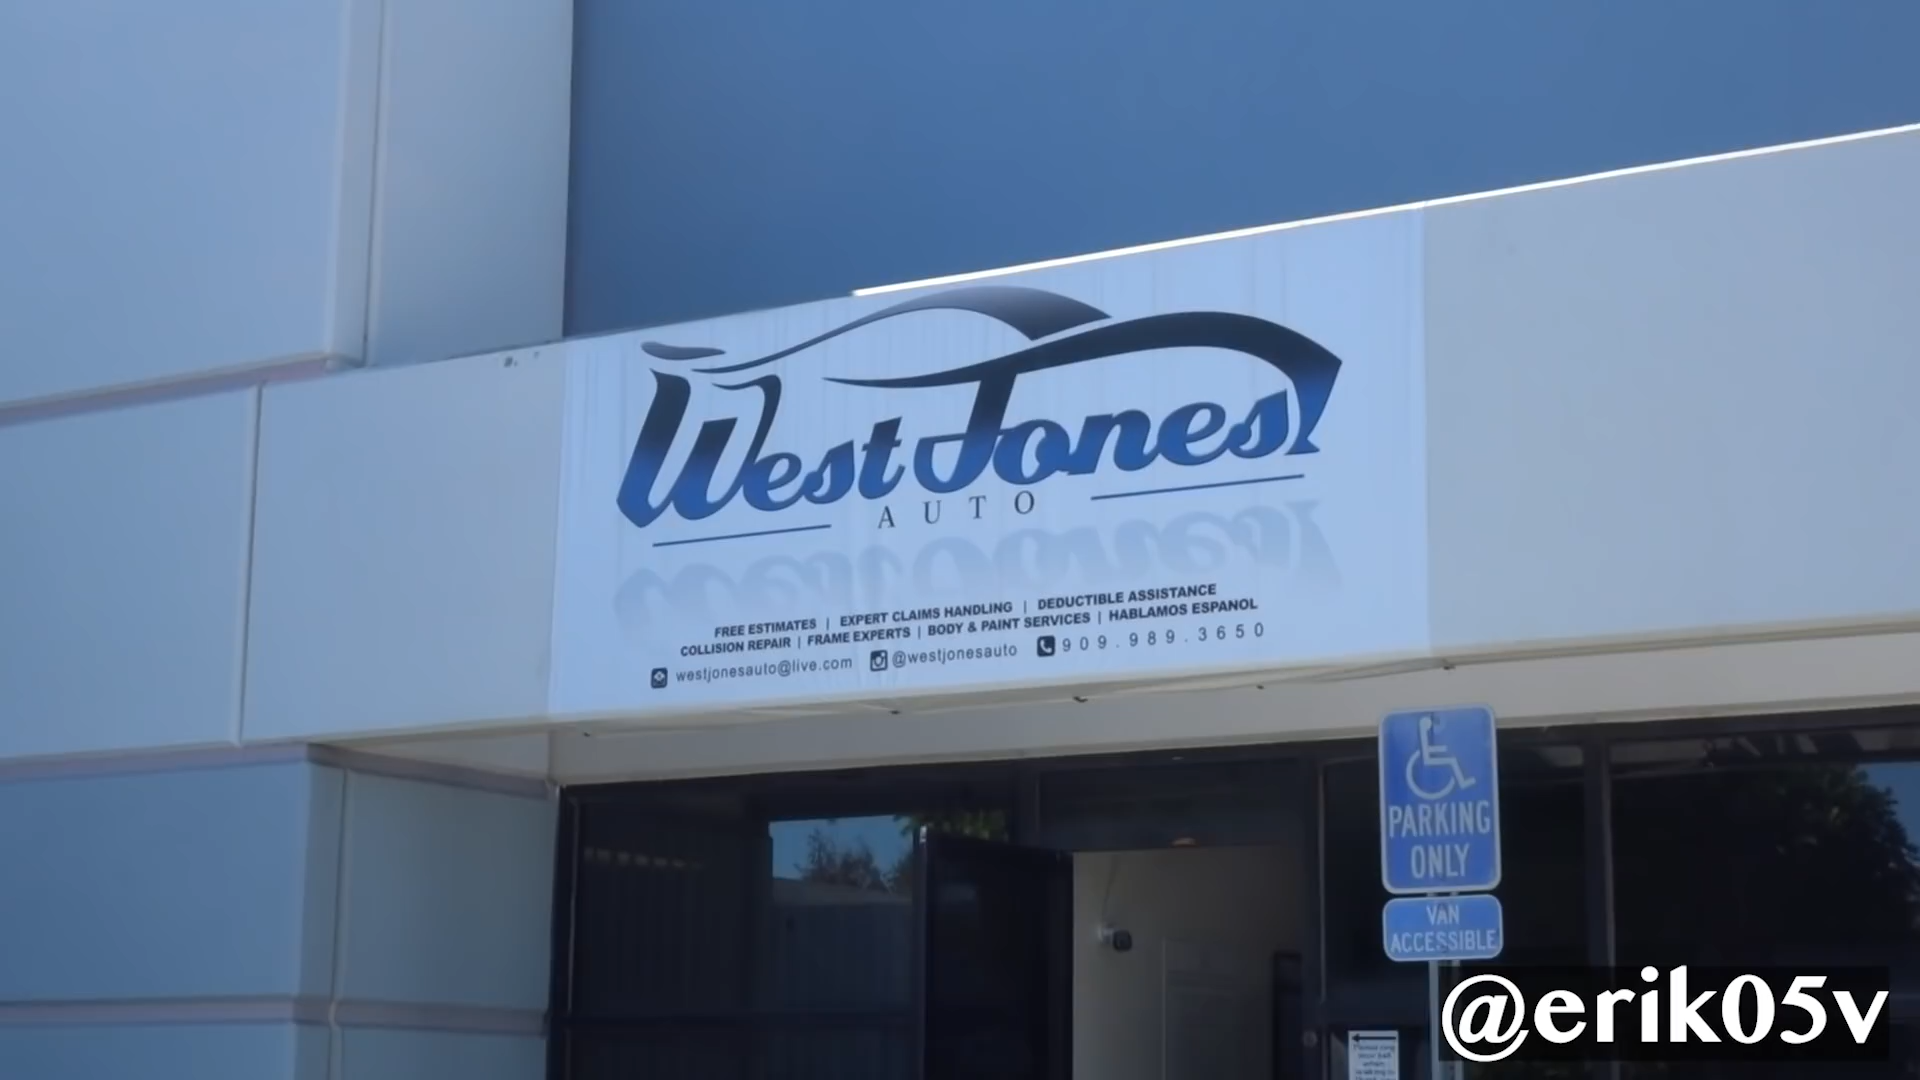 West Jones
AUTO
FREE ESTIMATES | EXPERT CLAIMS HANDLING | DEDUCTIBLE ASSISTANCE
COLLISION REPAIR | FRAME EXPERTS | BODY & PAINT SERVICES | HABLAMOS ESPANOL
westjonesauto@live.com @westjonesauto 909.989.3650
PARKING
ONLY
VAN
ACCESSIBLE
@erik05v